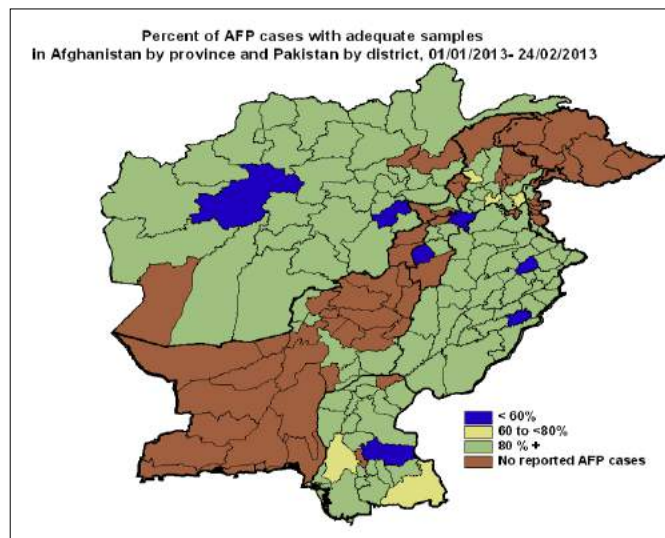 Percent of AFP cases with adequate samples
in Afghanistan by province and Pakistan by district, 01/01/2013- 24/02/2013
< 60%
60 to <80%
80 % +
No reported AFP cases